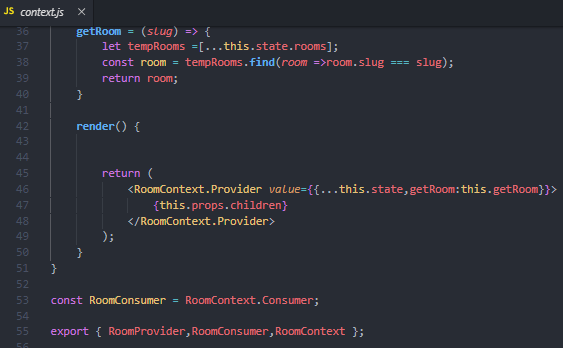 JS context.js ×
36 getRoom = (slug) => {
37 let tempRooms =[...this.state.rooms];
38 const room = tempRooms.find(room =>room.slug === slug);
39 return room;
40 }
41
42 render() {
43
44
45 return (
46 <RoomContext.Provider value={{...this.state,getRoom:this.getRoom}}>
47 {this.props.children}
48 </RoomContext.Provider>
49 );
50 }
51 }
52
53 const RoomConsumer = RoomContext.Consumer;
54
55 export { RoomProvider,RoomConsumer,RoomContext };
56